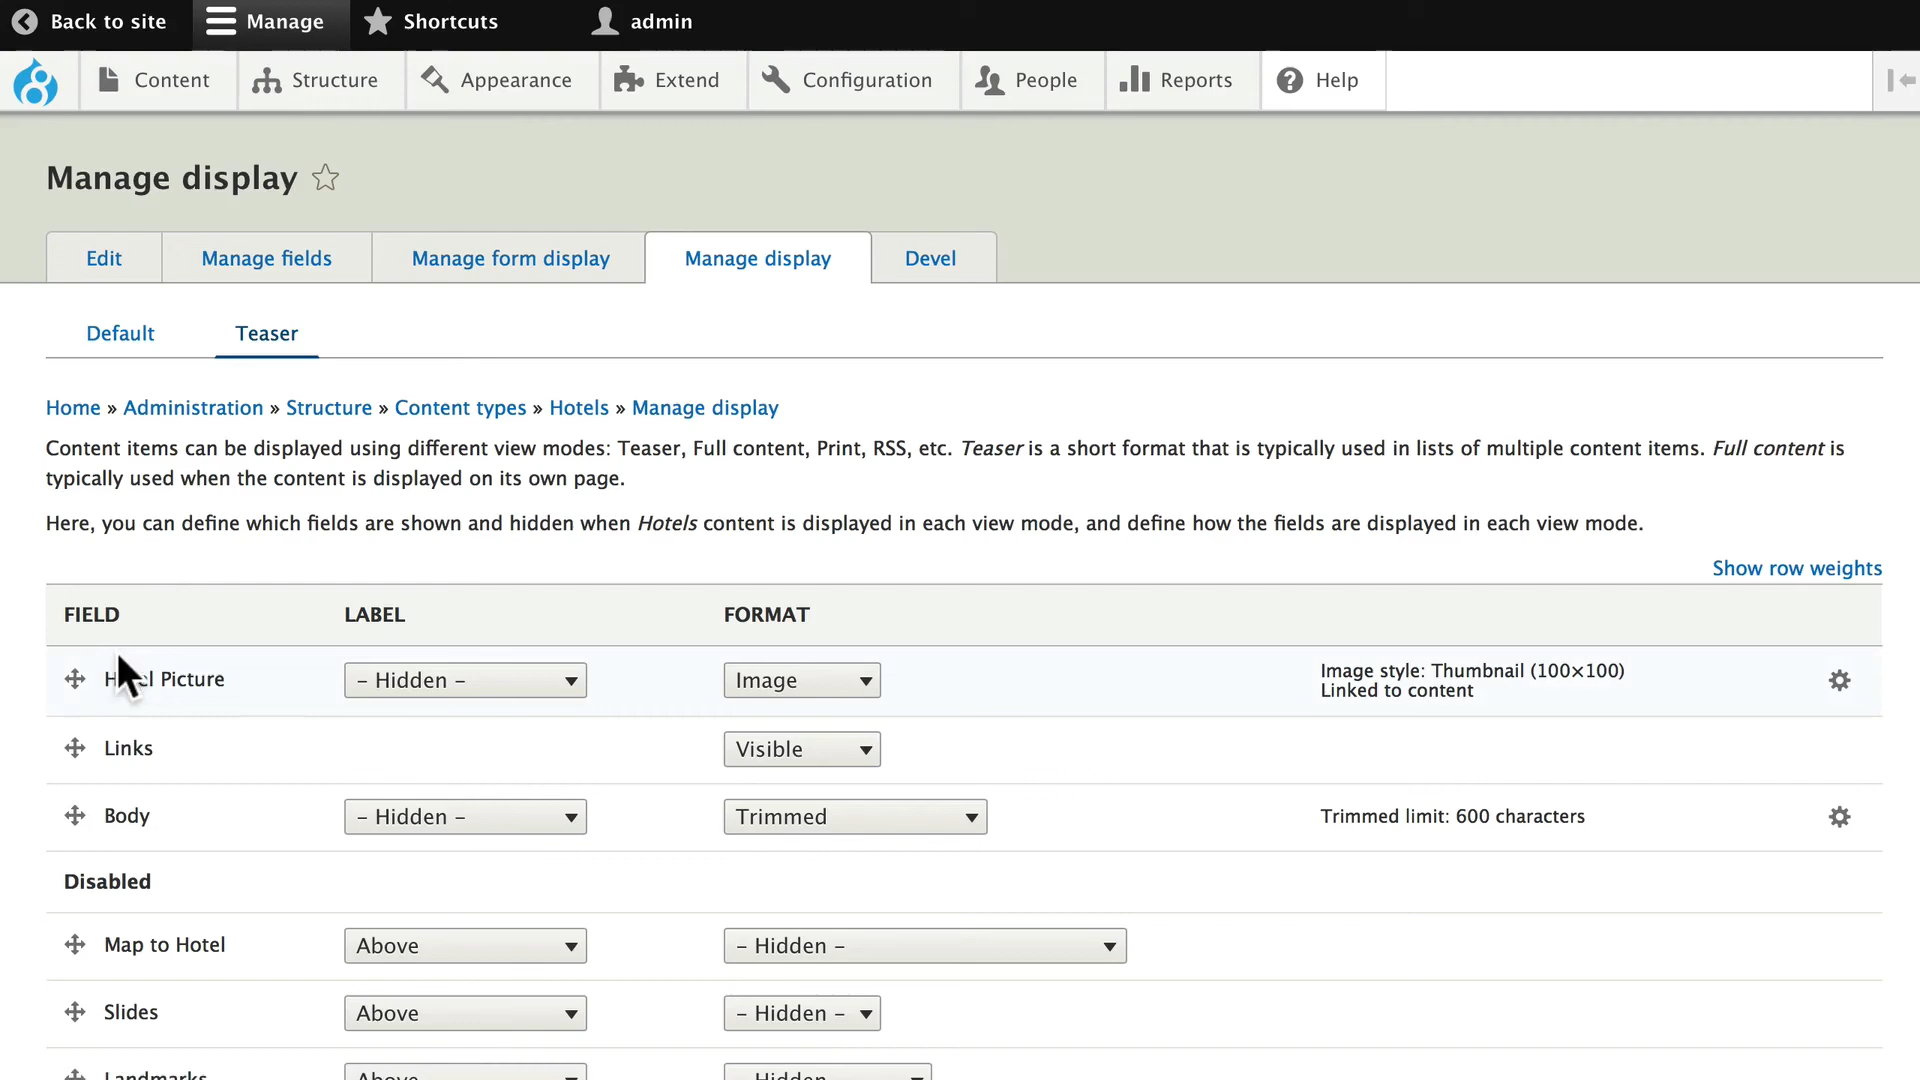 Back to site Manage Shortcuts admin
Content Structure Appearance Extend Configuration People Reports Help
Manage display
Edit Manage fields Manage form display Manage display Devel
Default Teaser
Home » Administration » Structure » Content types » Hotels » Manage display
Content items can be displayed using different view modes: Teaser, Full content, Print, RSS, etc. Teaser is a short format that is typically used in lists of multiple content items. Full content is
typically used when the content is displayed on its own page.
Here, you can define which fields are shown and hidden when Hotels content is displayed in each view mode, and define how the fields are displayed in each view mode.
Show row weights
FIELD LABEL FORMAT
Picture - Hidden - Image Image style: Thumbnail (100×100)
Linked to content
Links Visible
Body - Hidden - Trimmed Trimmed limit: 600 characters
Disabled
Map to Hotel Above - Hidden -
Slides Above - Hidden -
Landmarks Above - Hidden -